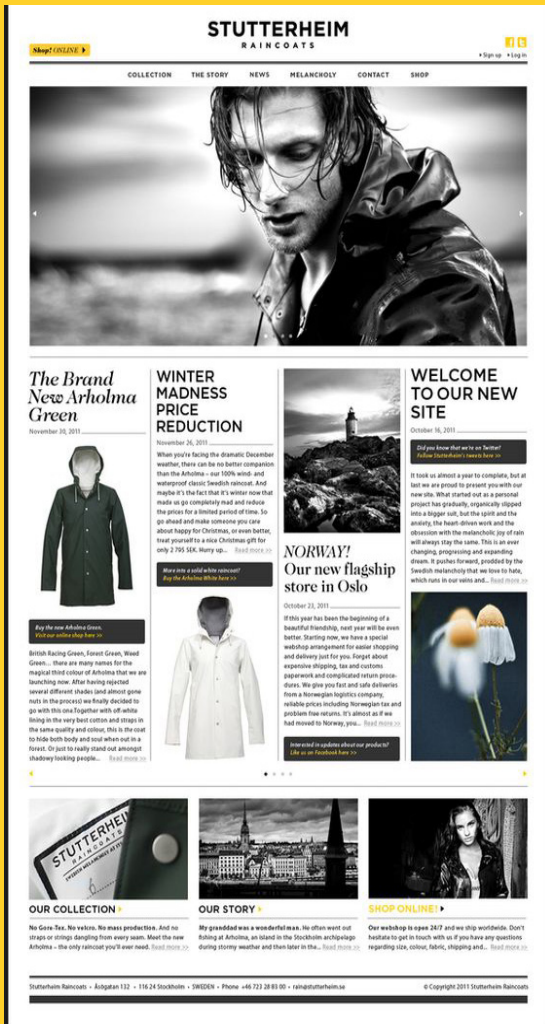 STUTTERHEIM
RAINCOATS
Shop! ONLINE
Sign up
Log in
COLLECTION
THE STORY
NEWS
MELANCHOLY
CONTACT
SHOP
The Brand
New Arholma
Green
November 30, 2011
Buy the new Arholma Green.
Visit our online shop here >>
British Racing Green, Forest Green, Weed
Green... there are many names for the
magical third colour of Arholma that we are
launching now. After having rejected
several different shades (and almost gone
nuts in the process) we finally decided to
go with this one.Together with off-white
lining in the very best cotton and straps in
the same quality and colour, this is the coat
to hide both body and soul when out in a
forest. Or just to really stand out amongst
shadowy looking people... Read more >>
WINTER
MADNESS
PRICE
REDUCTION
November 26, 2011
When you're facing the dramatic December
weather, there can be no better companion
than the Arholma – our 100% wind- and
waterproof classic Swedish raincoat. And
maybe it's the fact that it's winter now that
made us go completely mad and reduce
the prices for a limited period of time. So
go ahead and make someone you care
about happy for Christmas, or even better,
treat yourself to a nice Christmas gift for
only 2 795 SEK. Hurry up... Read more >>
More into a solid white raincoat?
Buy the Arholma White here >>
NORWAY!
Our new flagship
store in Oslo
October 23, 2011
If this year has been the beginning of a
beautiful friendship, next year will be even
better. Starting now, we have a special
webshop arrangement for easier shopping
and delivery just for you. Forget about
expensive shipping, tax and customs
paperwork and complicated return proce-
dures. We give you fast and safe deliveries
from a Norwegian logistics company,
reliable prices including Norwegian tax and
problem free returns. It's almost as if we
had moved to Norway, you... Read more >>
Interested in updates about our products?
Like us on Facebook here >>
WELCOME
TO OUR NEW
SITE
October 16, 2011
Did you know that we're on Twitter?
Follow Stutterheim's tweets here >>
It took us almost a year to complete, but at
last we are proud to present you with our
new site. What started out as a personal
project has gradually, organically slipped
into a bigger suit, but the spirit and the
anxiety, the heart-driven work and the
obsession with the melancholic joy of rain
will always stay the same. This is an ever
changing, progressing and expanding
dream. It pushes forward, prodded by the
Swedish melancholy that we love to hate,
which runs in our veins and... Read more >>
STUTTERHEIM
RAINCOATS
OUR COLLECTION
No Gore-Tex. No velcro. No mass production. And no
straps or strings dangling from every seam. Meet the new
Arholma – the only raincoat you'll ever need. Read more >>
OUR STORY
My granddad was a wonderful man. He often went out
fishing at Arholma, an island in the Stockholm archipelago
during stormy weather and then later in the... Read more >>
SHOP ONLINE!
Our webshop is open 24/7 and we ship worldwide. Don't
hesitate to get in touch with us if you have any questions
regarding size, colour, fabric, shipping and... Read more >>
Stutterheim Raincoats • Åsögatan 132 • 116 24 Stockholm • SWEDEN • Phone +46 723 28 83 00 • rain@stutterheim.se
© Copyright 2011 Stutterheim Raincoats